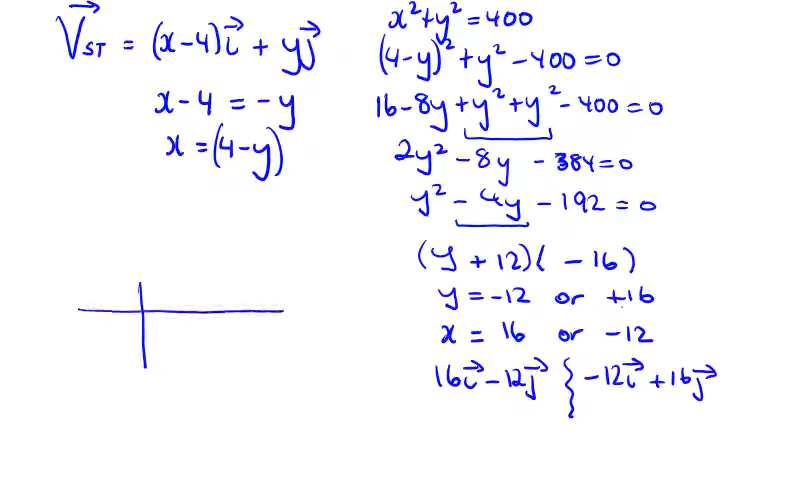 V⃗ST = (x-4)i⃗ + yj⃗
x - 4 = -y
x = (4-y)
x² + y² = 400
(4-y)² + y² - 400 = 0
16 - 8y + y² + y² - 400 = 0
2y² - 8y - 384 = 0
y² - 4y - 192 = 0
(y + 12)( - 16)
y = -12 or +16
x = 16 or -12
16i⃗ - 12j⃗ } -12i⃗ + 16j⃗